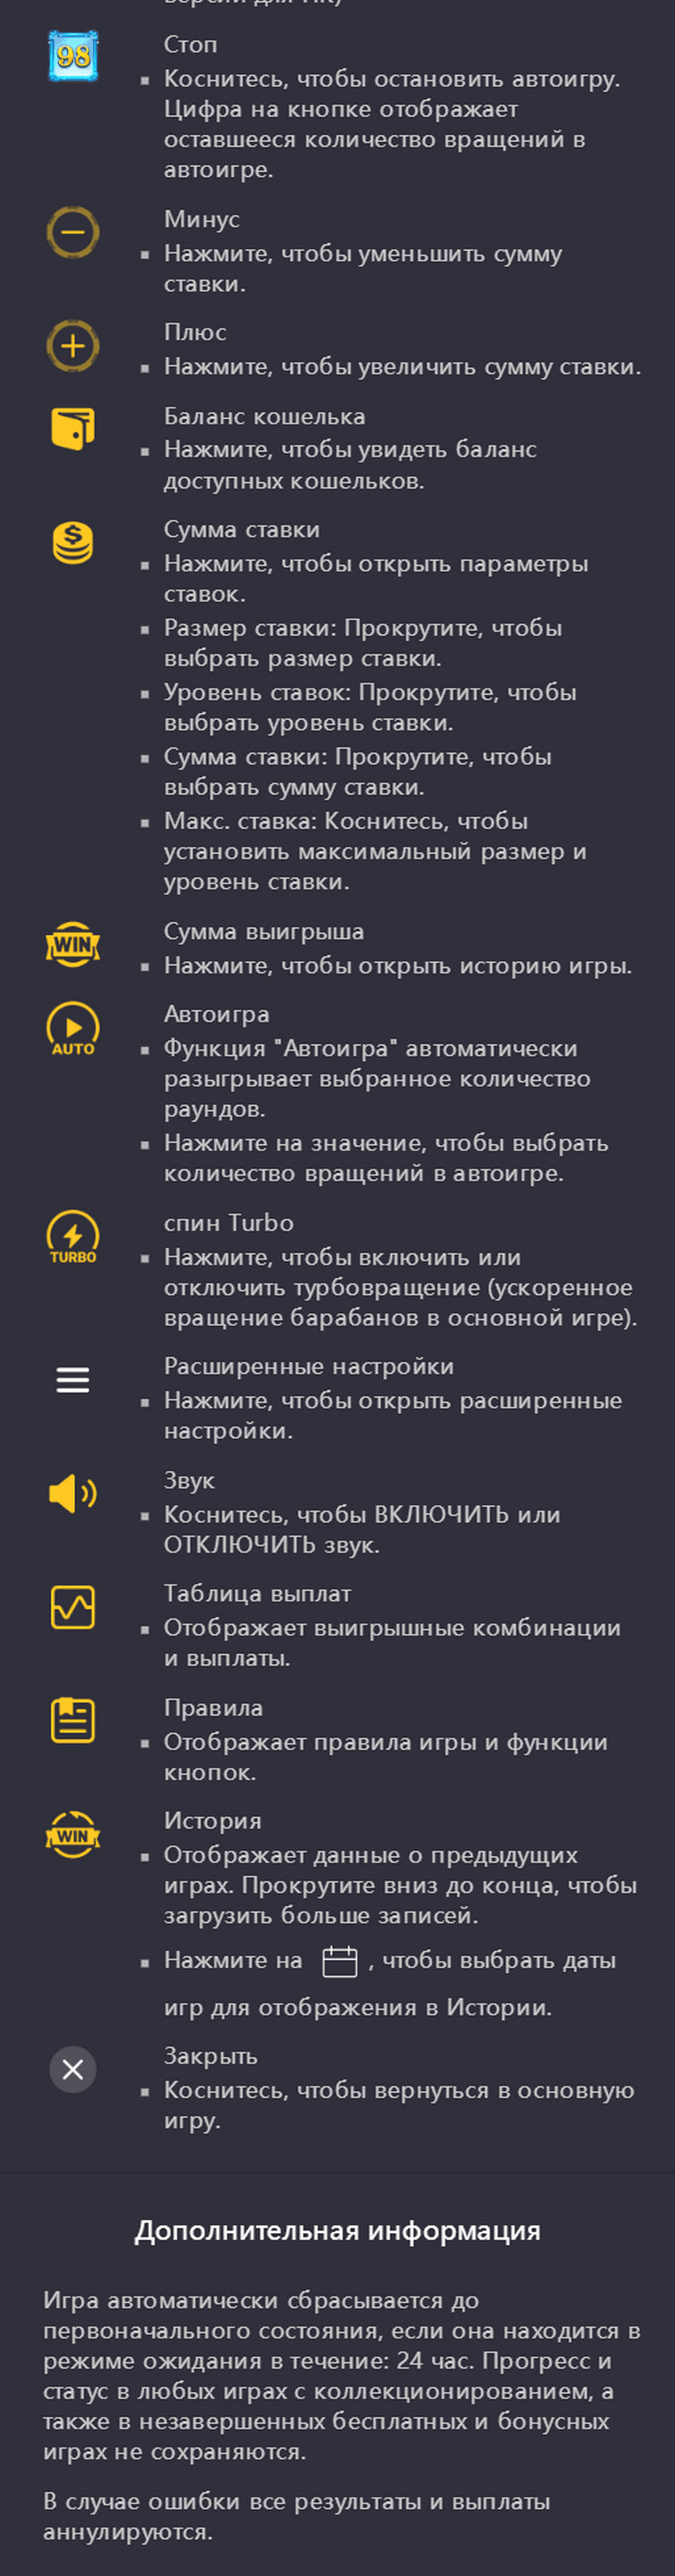 98
Стоп
Коснитесь, чтобы остановить автоигру.
Цифра на кнопке отображает
оставшееся количество вращений в
автоигре.
Минус
Нажмите, чтобы уменьшить сумму
ставки.
Плюс
Нажмите, чтобы увеличить сумму ставки.
Баланс кошелька
Нажмите, чтобы увидеть баланс
доступных кошельков.
Сумма ставки
Нажмите, чтобы открыть параметры
ставок.
Размер ставки: Прокрутите, чтобы
выбрать размер ставки.
Уровень ставок: Прокрутите, чтобы
выбрать уровень ставки.
Сумма ставки: Прокрутите, чтобы
выбрать сумму ставки.
Макс. ставка: Коснитесь, чтобы
установить максимальный размер и
уровень ставки.
WIN
Сумма выигрыша
Нажмите, чтобы открыть историю игры.
AUTO
Автоигра
Функция "Автоигра" автоматически
разыгрывает выбранное количество
раундов.
Нажмите на значение, чтобы выбрать
количество вращений в автоигре.
TURBO
спин Turbo
Нажмите, чтобы включить или
отключить турбовращение (ускоренное
вращение барабанов в основной игре).
Расширенные настройки
Нажмите, чтобы открыть расширенные
настройки.
Звук
Коснитесь, чтобы ВКЛЮЧИТЬ или
ОТКЛЮЧИТЬ звук.
Таблица выплат
Отображает выигрышные комбинации
и выплаты.
Правила
Отображает правила игры и функции
кнопок.
WIN
История
Отображает данные о предыдущих
играх. Прокрутите вниз до конца, чтобы
загрузить больше записей.
Нажмите на , чтобы выбрать даты
игр для отображения в Истории.
Закрыть
Коснитесь, чтобы вернуться в основную
игру.
Дополнительная информация
Игра автоматически сбрасывается до
первоначального состояния, если она находится в
режиме ожидания в течение: 24 час. Прогресс и
статус в любых играх с коллекционированием, а
также в незавершенных бесплатных и бонусных
играх не сохраняются.
В случае ошибки все результаты и выплаты
аннулируются.